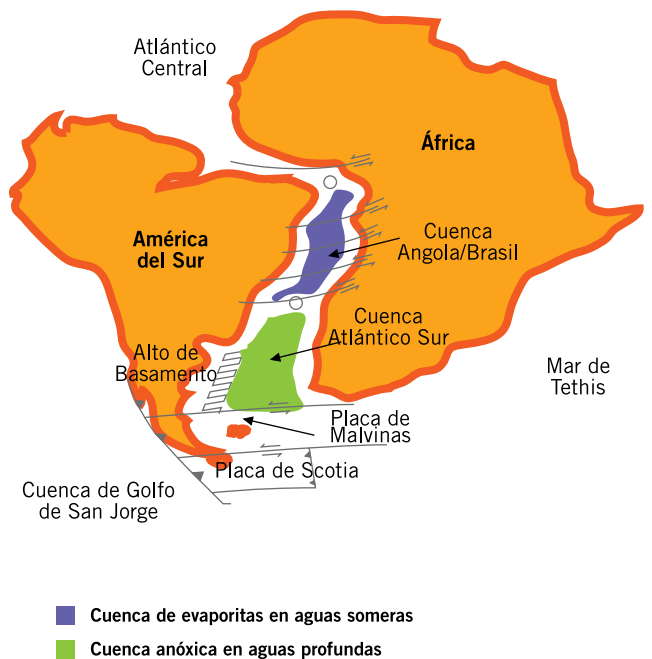 Atlántico
Central
África
América
del Sur
Cuenca
Angola/Brasil
Cuenca
Atlántico Sur
Alto de
Basamento
Mar de
Tethis
Placa de
Malvinas
Placa de Scotia
Cuenca de Golfo
de San Jorge
Cuenca de evaporitas en aguas someras
Cuenca anóxica en aguas profundas